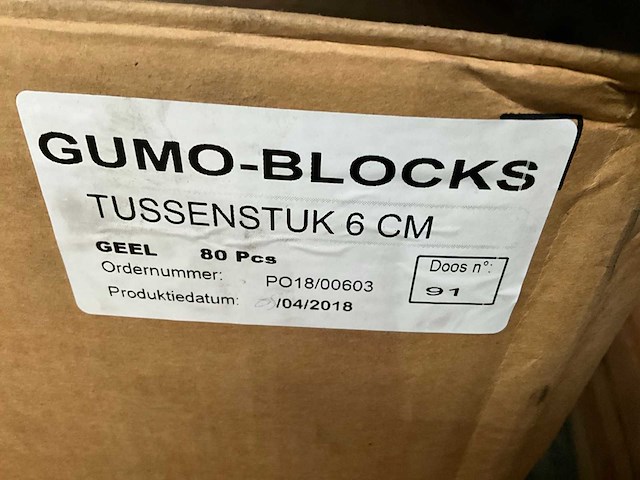 GUMO-BLOCKS
TUSSENSTUK 6 CM
GEEL 80 Pcs
Ordernummer: PO18/00603
Produktiedatum: /04/2018
Doos n°:
91